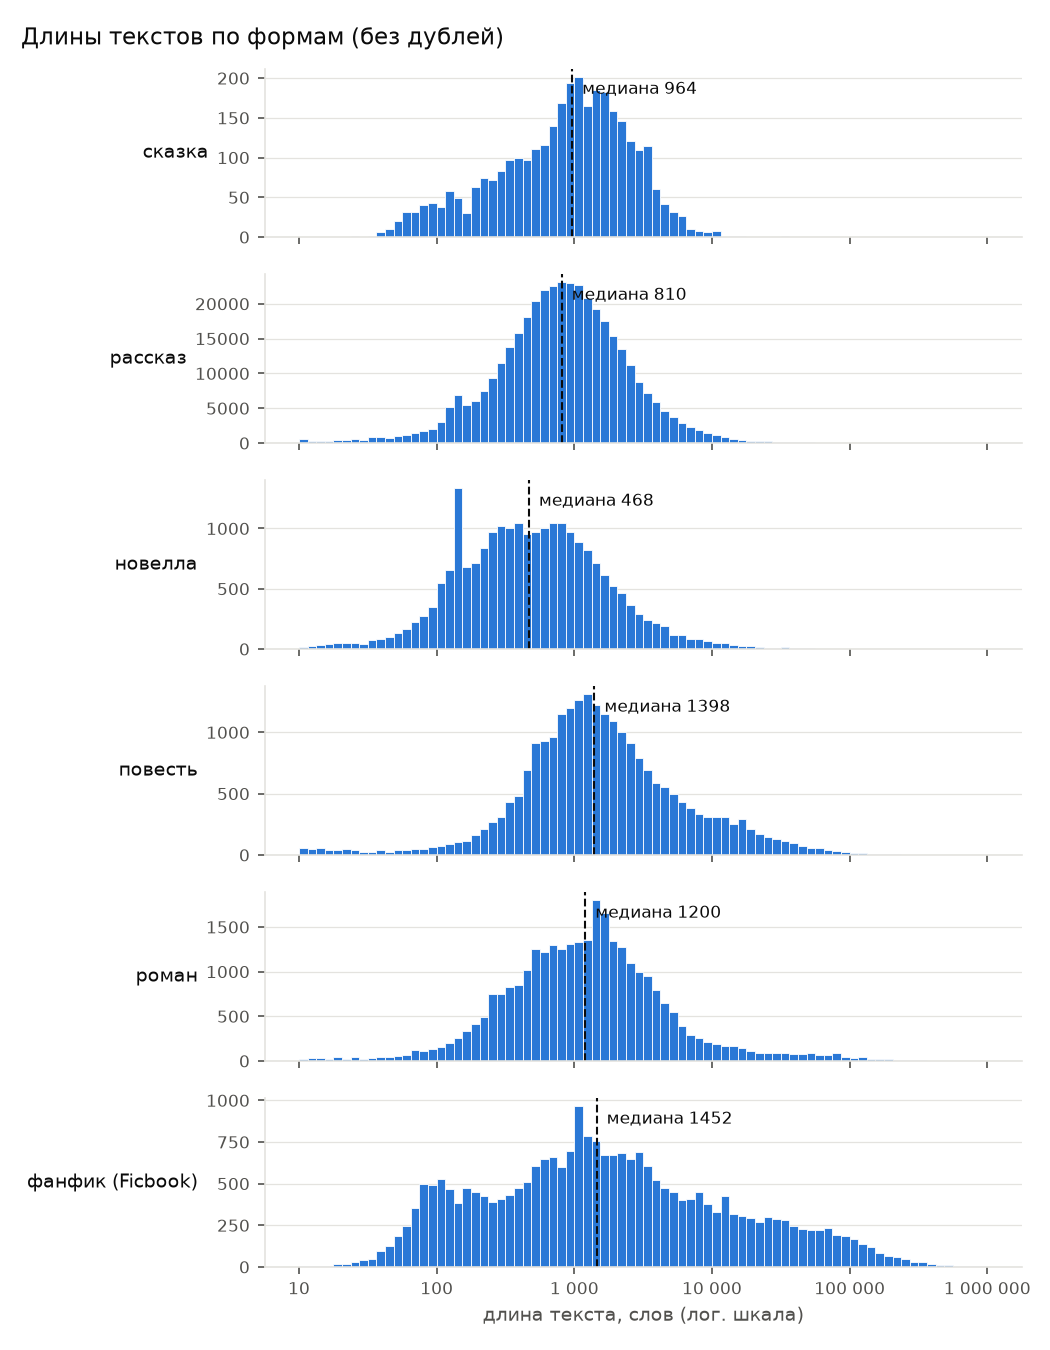 Длины текстов по формам (без дублей)
200
медиана 964
150
сказка
100
50
0
20000
медиана 810
15000
рассказ
10000
5000
0
медиана 468
1000
новелла
500
0
медиана 1398
1000
повесть
500
0
1500
медиана 1200
роман
1000
500
0
1000
медиана 1452
750
фанфик (Ficbook)
500
250
0
10 100 1 000 10 000 100 000 1 000 000
длина текста, слов (лог. шкала)